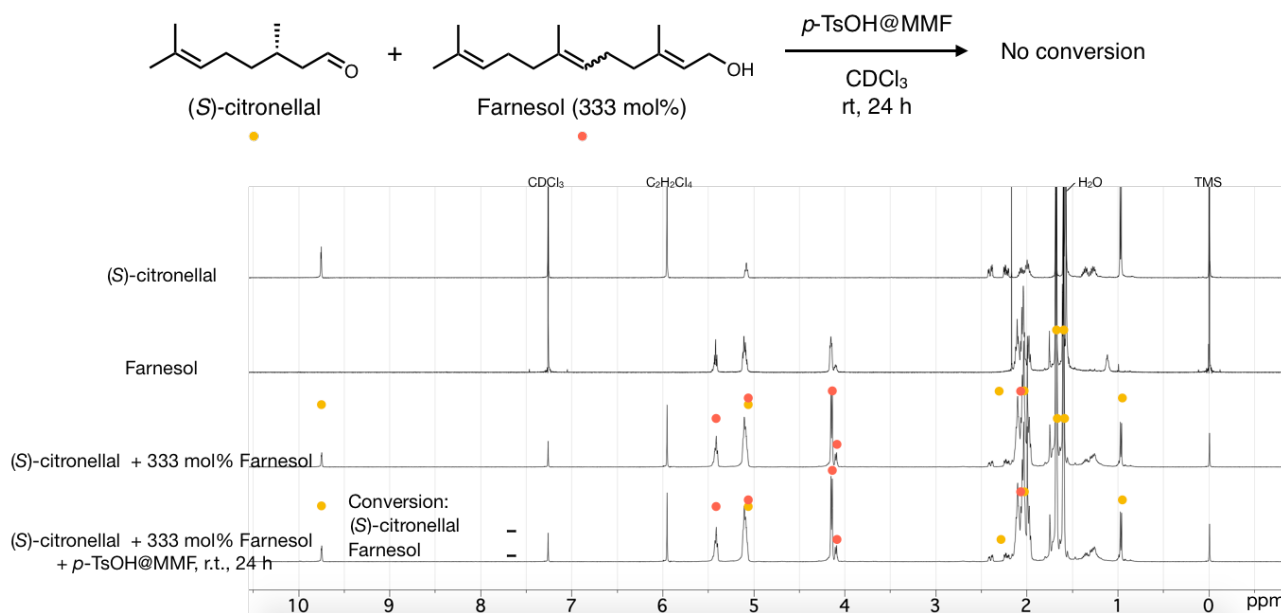 p-TsOH@MMF
+
O
OH
No conversion
CDCl3
rt, 24 h
(S)-citronellal
Farnesol (333 mol%)
CDCl3
C2H2Cl4
H2O
TMS
(S)-citronellal
Farnesol
(S)-citronellal + 333 mol% Farnesol
Conversion:
(S)-citronellal –
Farnesol –
(S)-citronellal + 333 mol% Farnesol
+ p-TsOH@MMF, r.t., 24 h
10 9 8 7 6 5 4 3 2 1 0 ppm